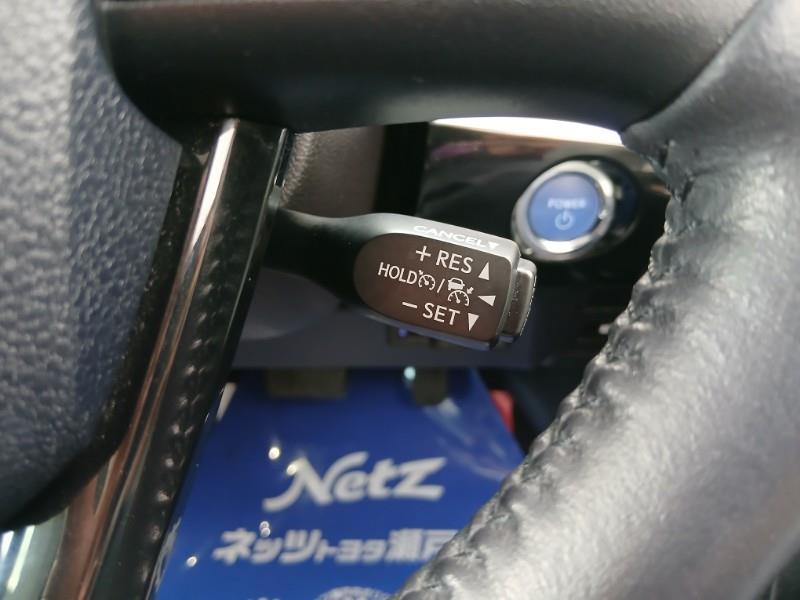 POWER
CANCEL▼
+ RES ▲
HOLD / ◀
− SET ▼
Netz
ネッツトヨタ瀬戸